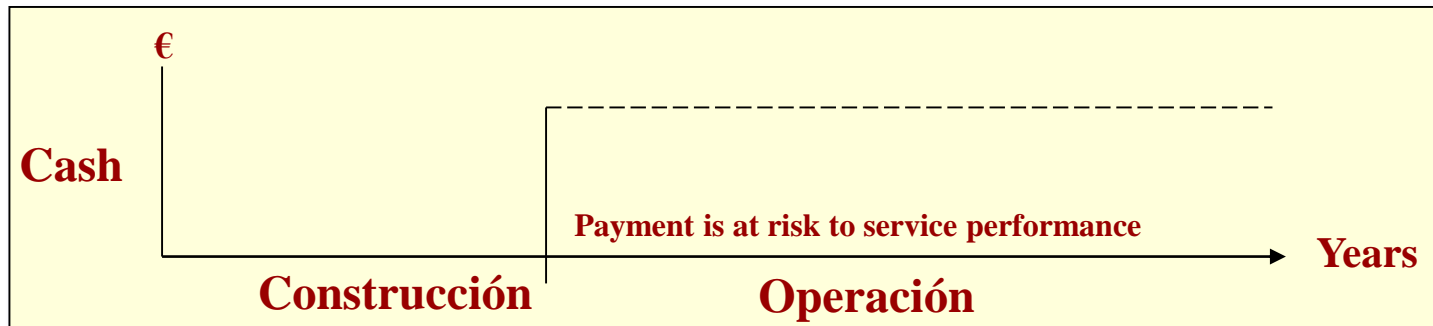 €
Cash
Payment is at risk to service performance
Years
Construcción
Operación